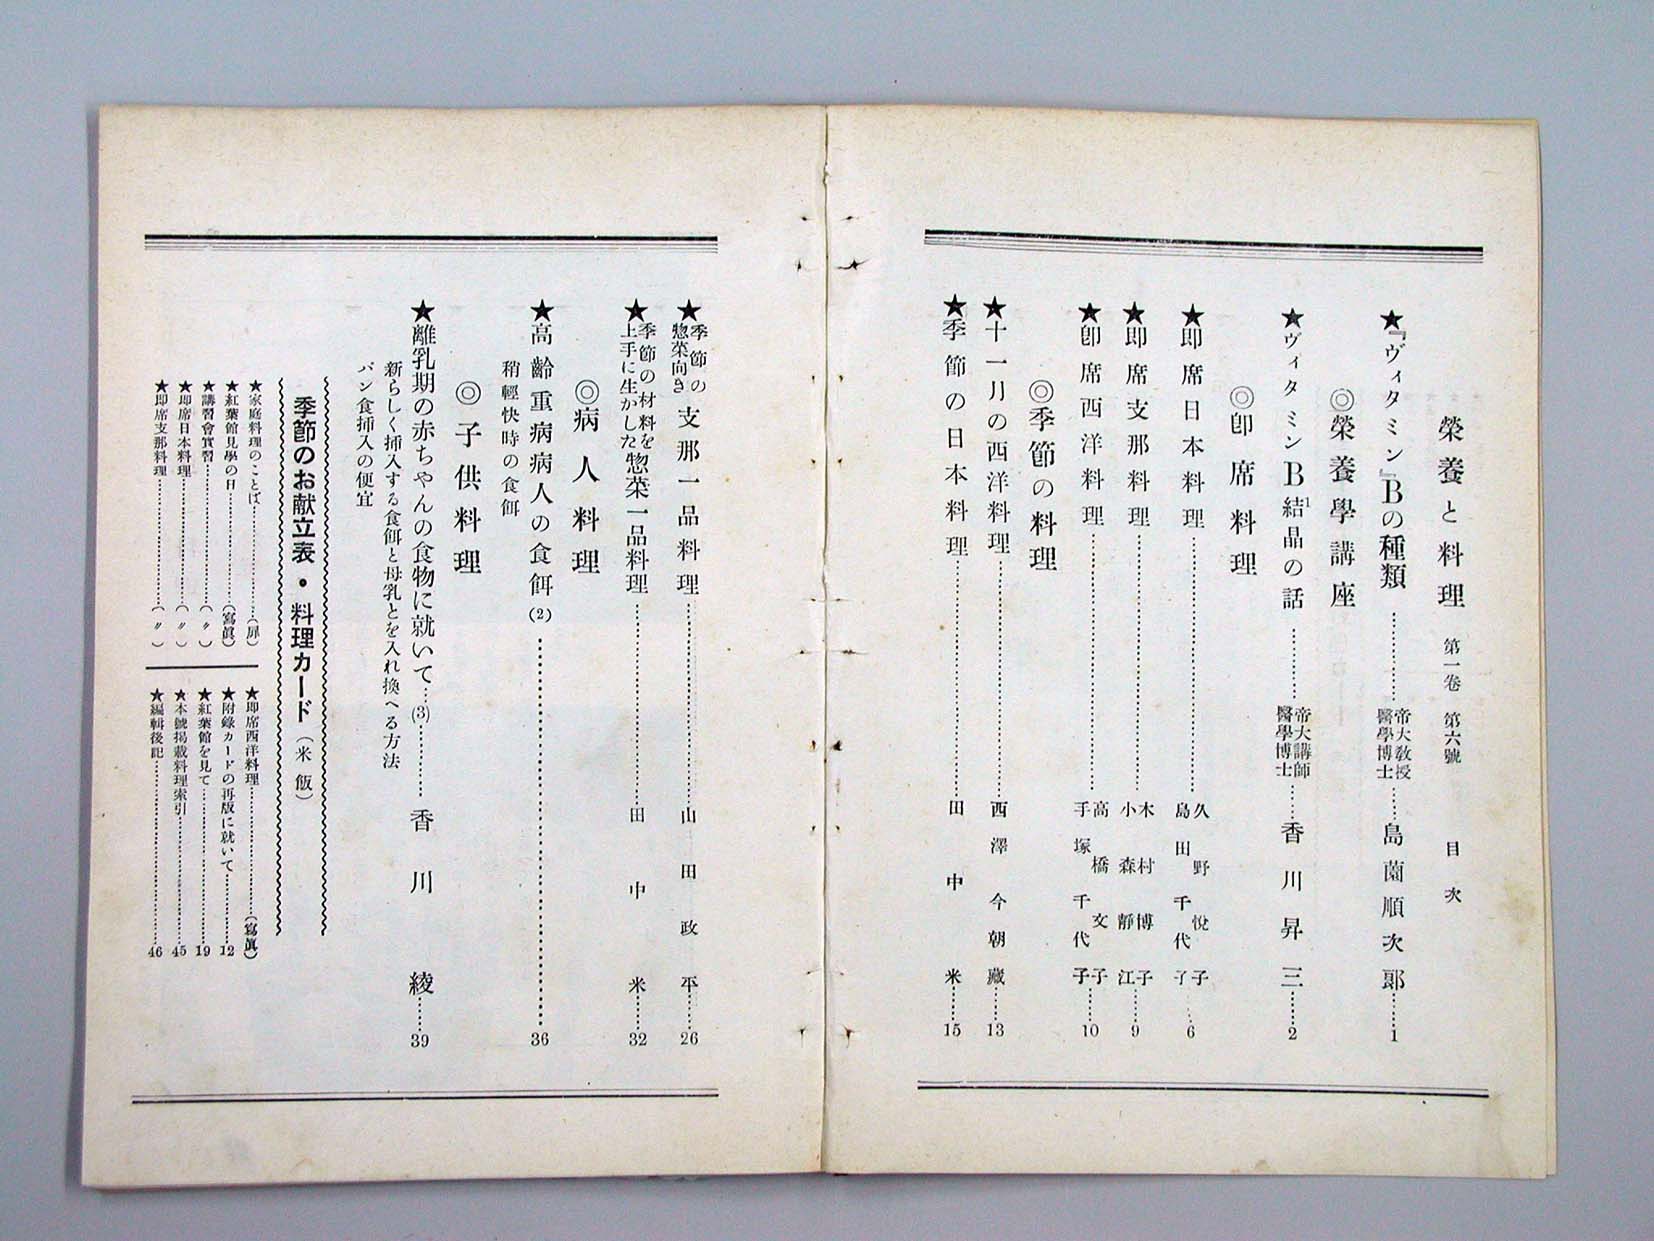 榮養と料理 第一卷 第六號 目次
★『ヴィタミン』Bの種類……………帝大教授 醫學博士……島薗順次郎……1
◎榮養學講座
★ヴィタミンB1結晶の話……………帝大講師 醫學博士……香川昇三……2
◎卽席料理
★卽席日本料理……………久野悅子 島田千代子……6
★卽席支那料理……………木村博子 小森靜江……9
★卽席西洋料理……………高橋文子 手塚千代子……10
◎季節の料理
★十一月の西洋料理……………西澤今朝藏……13
★季節の日本料理……………田中米……15
★季節の惣菜向き支那一品料理……………山田政平……26
★季節の材料を上手に生かした惣菜一品料理……………田中米……32
◎病人料理
★高齡重病病人の食餌(2)……………36
稍輕快時の食餌
◎子供料理
★離乳期の赤ちやんの食物に就いて…(3)……香川綾……39
新らしく挿入する食餌と母乳とを入れ換へる方法
パン食挿入の便宜
季節のお献立表・料理カード(米飯)
★家庭料理のことば……………(扉)
★紅葉館見學の日……………(寫眞)
★講習會實習……………(〃)
★卽席日本料理……………(〃)
★卽席支那料理……………(〃)
★卽席西洋料理……………(寫眞)
★附錄カードの再版に就いて……………12
★紅葉館を見て……………19
★本號揭載料理索引……………45
★編輯後記……………46